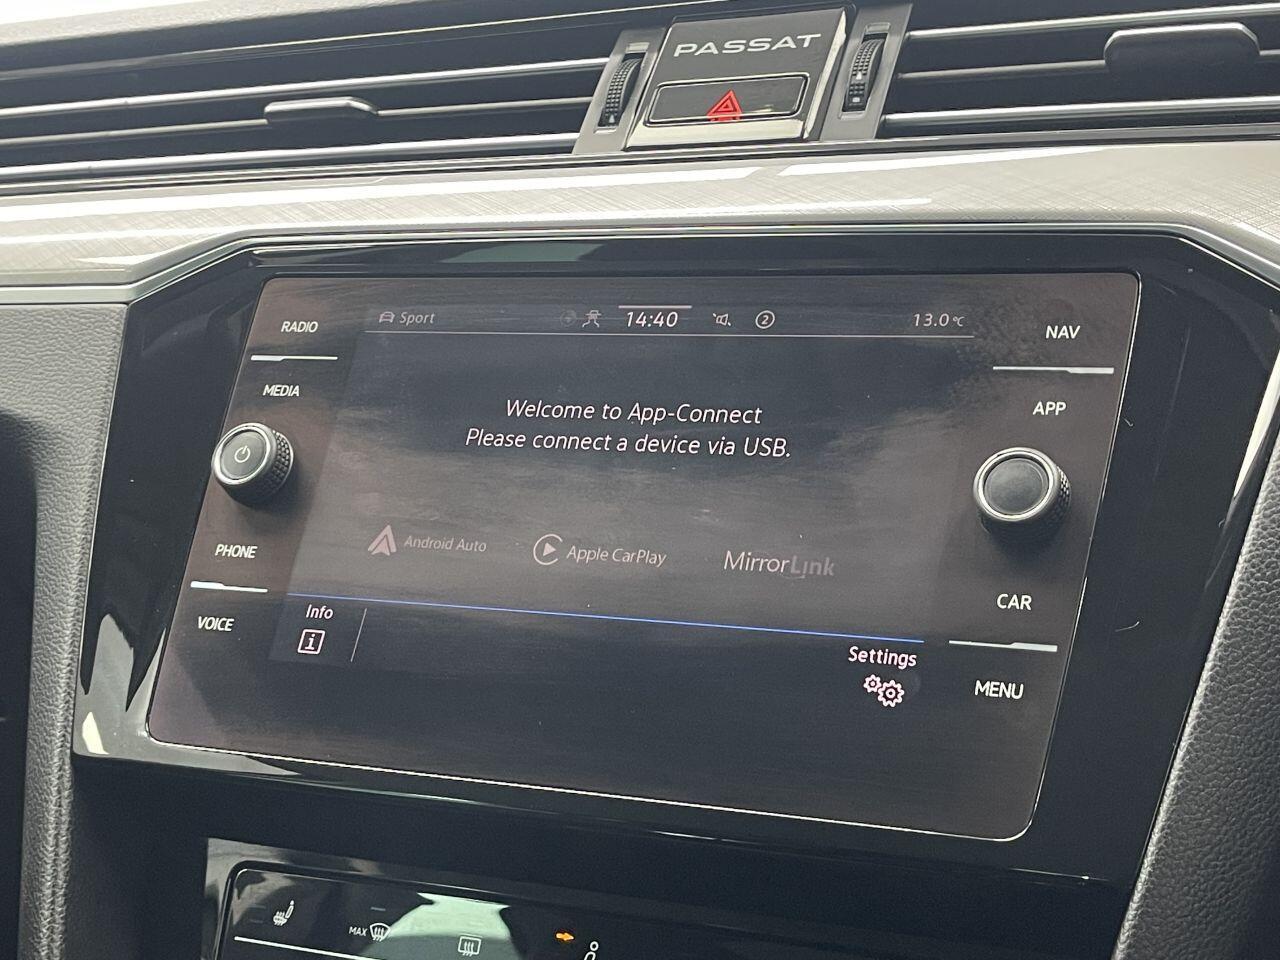 PASSAT
RADIO
MEDIA
PHONE
VOICE
Sport
14:40
2
13.0°C
Welcome to App-Connect
Please connect a device via USB.
Android Auto
Apple CarPlay
MirrorLink
Info
i
Settings
NAV
APP
CAR
MENU
MAX